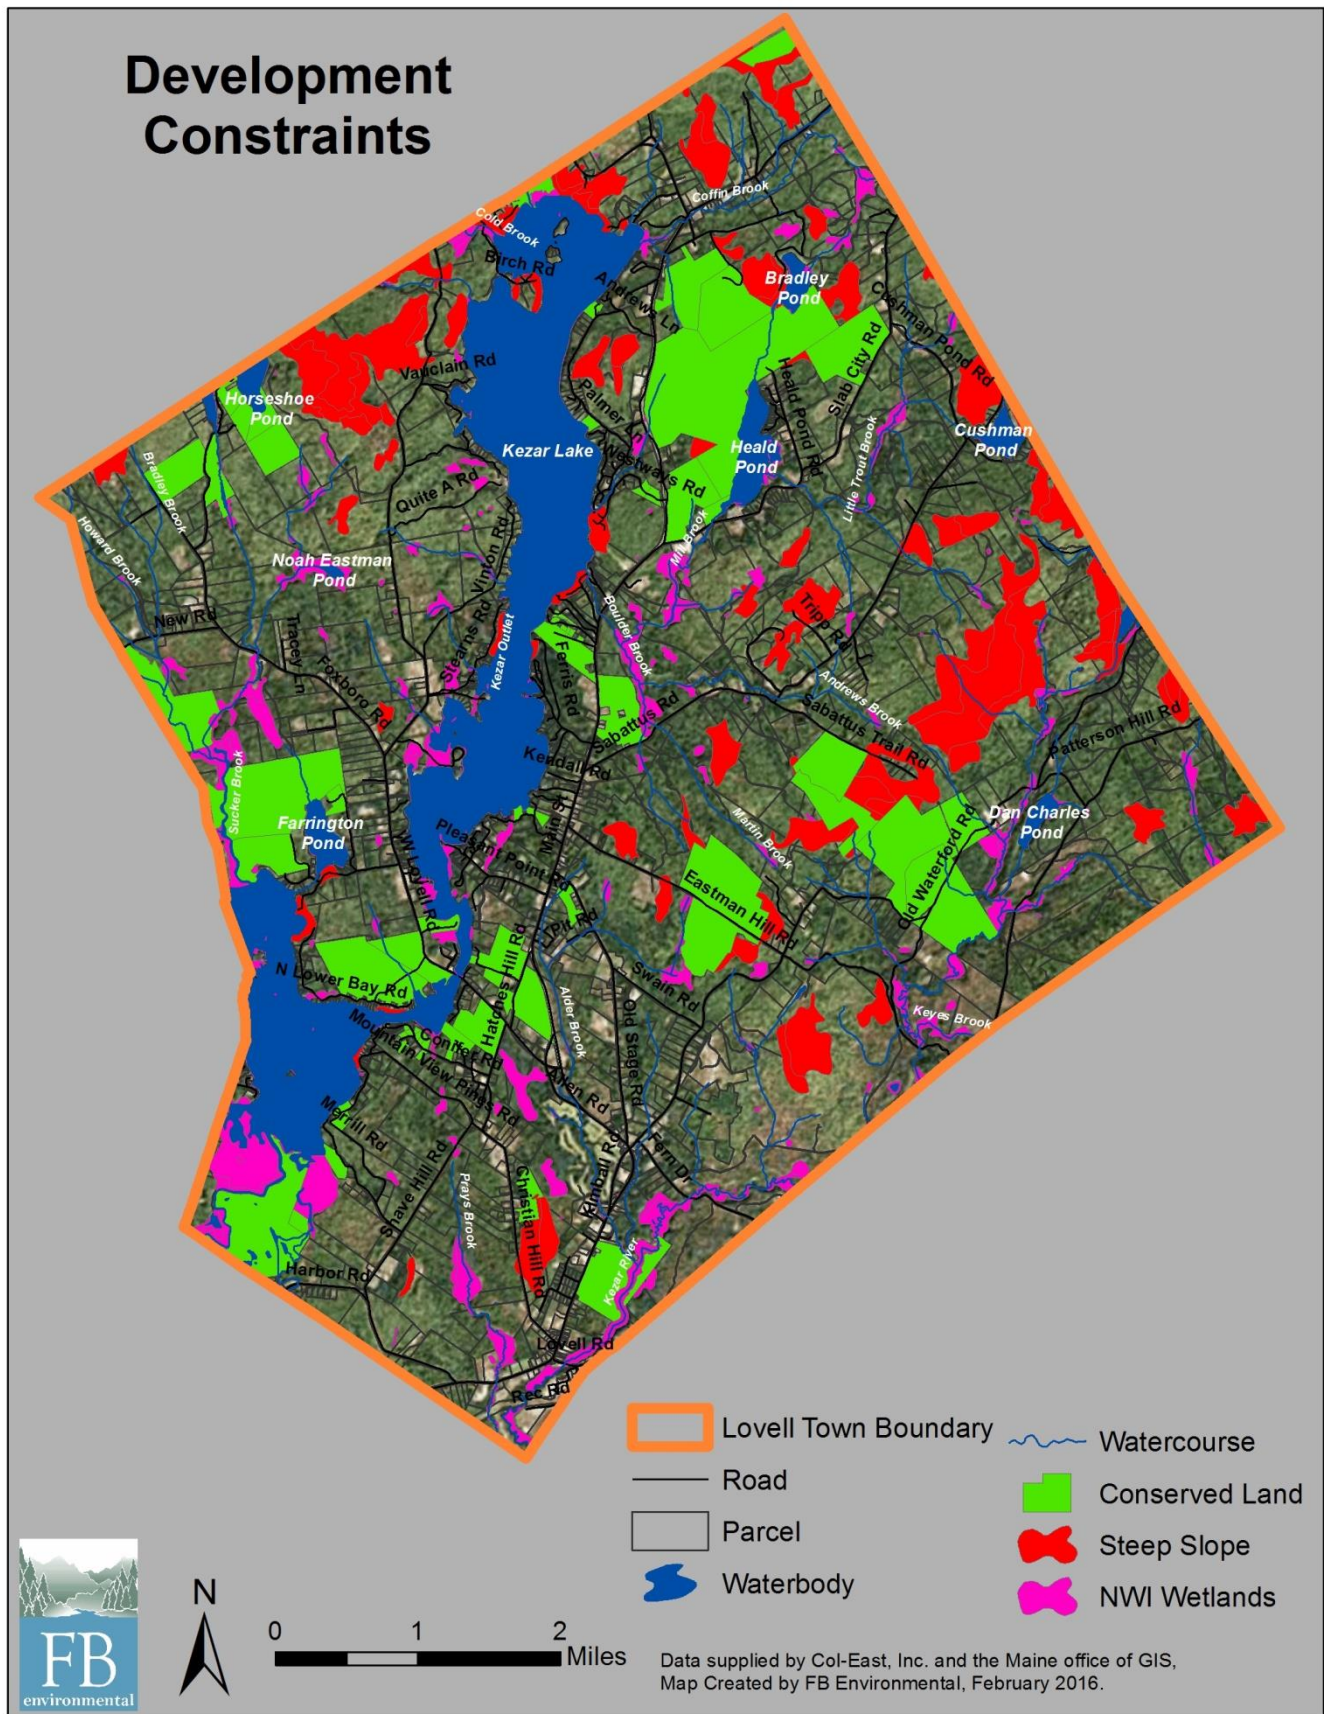 Development
Constraints
Coffin Brook
Cold Brook
Birch Rd
Andrews Ln
Bradley
Pond
Cushman Pond Rd
Vauclain Rd
Horseshoe
Pond
Palmer Ln
Heald Pond Rd
Slab City Rd
Kezar Lake
Westways Rd
Heald
Pond
Cushman
Pond
Little Trout Brook
Bradley Brook
Howard Brook
Quite A Rd
Vinton Rd
Mill Brook
Noah Eastman
Pond
New Rd
Tracey Ln
Foxboro Rd
Stearns Rd
Kezar Outlet
Boulder Brook
Ferris Rd
Tripp Rd
Andrews Brook
Sabattus Rd
Sabattus Trail Rd
Patterson Hill Rd
Kendall Rd
Sucker Brook
Farrington
Pond
W Lovell Rd
Pleasant Point Rd
Main St
Martin Brook
Dan Charles
Pond
Eastman Hill Rd
Old Waterford Rd
Pit Rd
N Lower Bay Rd
Hatches Hill Rd
Swain Rd
Alder Brook
Old Stage Rd
Keyes Brook
Conifer Rd
Mountain View Pings Rd
Allen Rd
Merrill Rd
Shave Hill Rd
Prays Brook
Christian Hill Rd
Kimball Rd
Fern Dr
Kezar River
Harbor Rd
Lovell Rd
Rec Rd
Lovell Town Boundary
Road
Parcel
Waterbody
Watercourse
Conserved Land
Steep Slope
NWI Wetlands
N
0 1 2
Miles
Data supplied by Col-East, Inc. and the Maine office of GIS,
Map Created by FB Environmental, February 2016.
FB
environmental